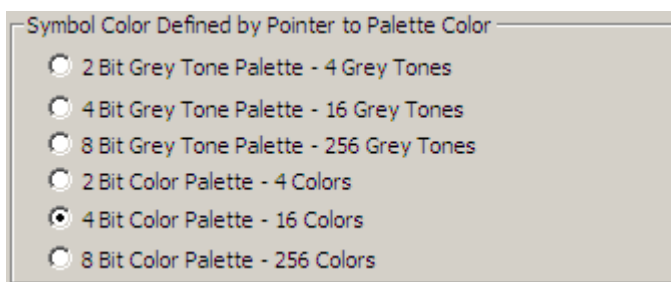 Symbol Color Defined by Pointer to Palette Color
2 Bit Grey Tone Palette - 4 Grey Tones
4 Bit Grey Tone Palette - 16 Grey Tones
8 Bit Grey Tone Palette - 256 Grey Tones
2 Bit Color Palette - 4 Colors
4 Bit Color Palette - 16 Colors
8 Bit Color Palette - 256 Colors